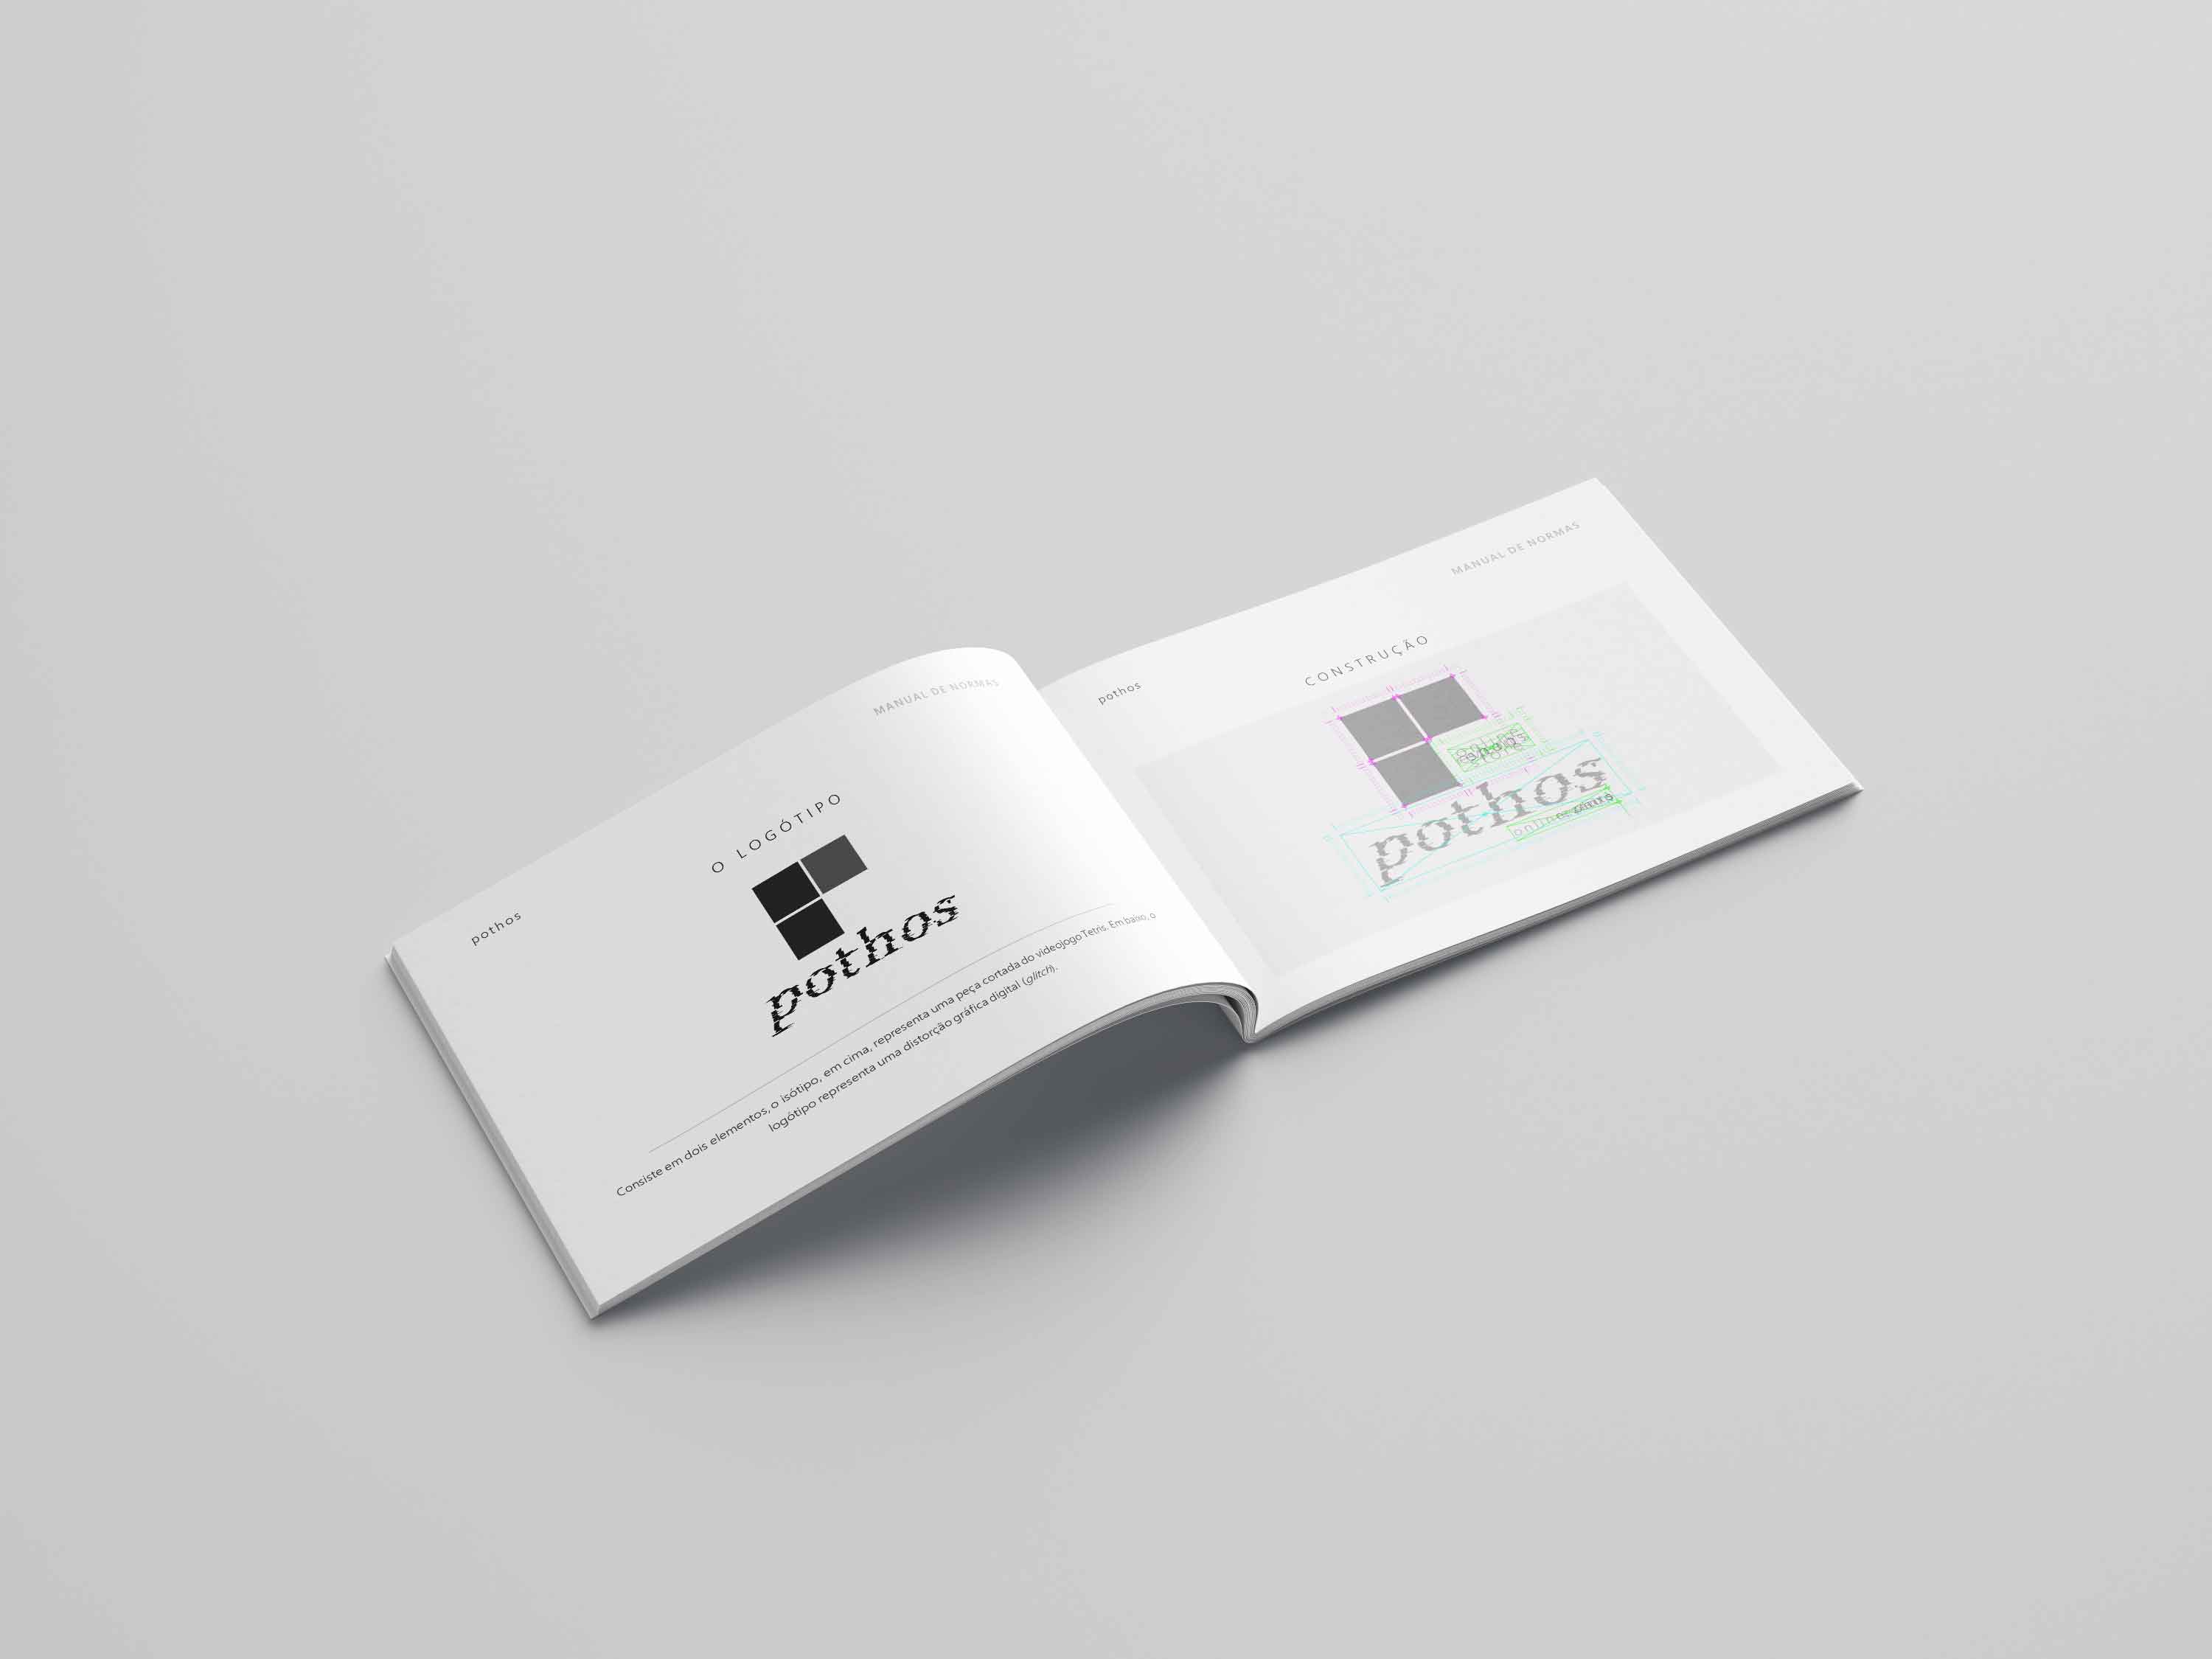 pothos
MANUAL DE NORMAS
O LOGÓTIPO
pothos
Consiste em dois elementos, o isótipo, em cima, representa uma peça cortada do videojogo Tetris. Em baixo, o
logótipo representa uma distorção gráfica digital (glitch).
pothos
MANUAL DE NORMAS
CONSTRUÇÃO
pothos